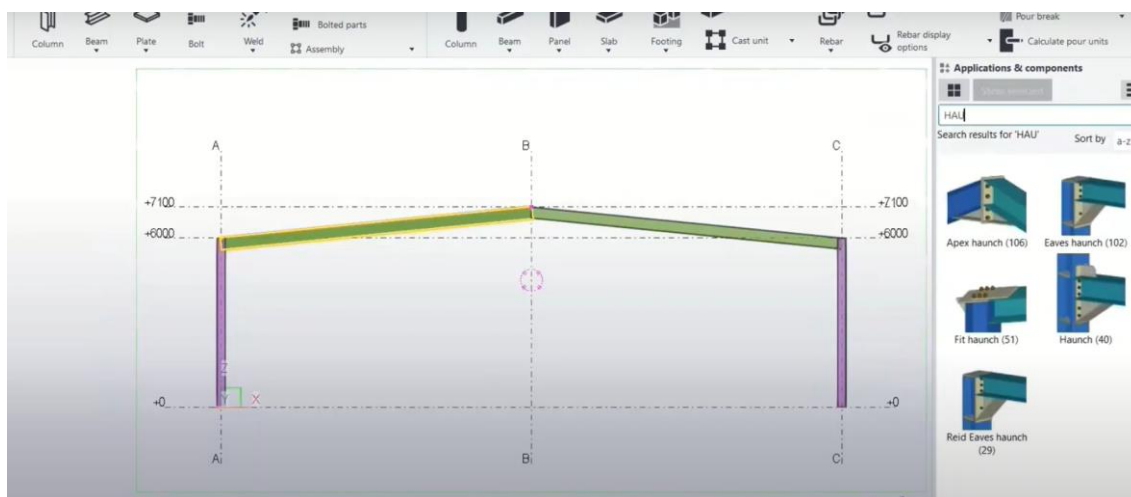 Column Beam Plate Bolt Weld
Bolted parts
Assembly
Column Beam Panel Slab Footing
Cast unit
Rebar
Rebar display options
Pour break
Calculate pour units
Applications & components
HAU
Search results for 'HAU' Sort by a-z
Apex haunch (106) Eaves haunch (102)
Fit haunch (51) Haunch (40)
Reid Eaves haunch
(29)
A B C
+7100 +7100
+6000 +6000
Z
Y X
+0 +0
A B C